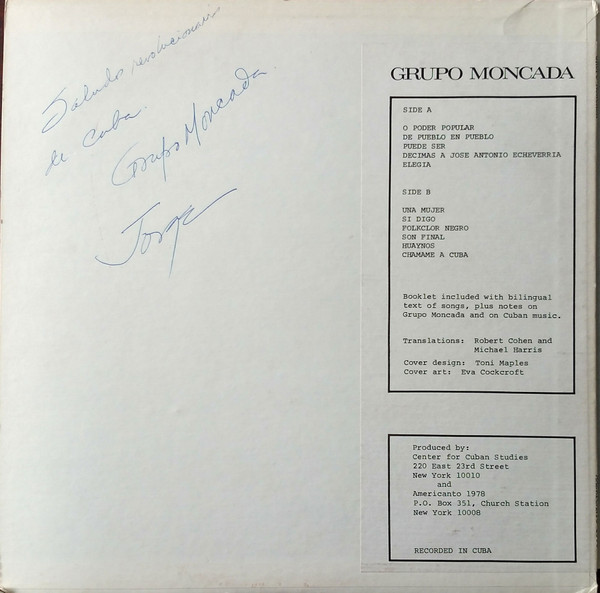 Saludos revolucionarios
de Cuba.
Grupo Moncada.
Jorge
GRUPO MONCADA
SIDE A
O PODER POPULAR
DE PUEBLO EN PUEBLO
PUEDE SER
DECIMAS A JOSE ANTONIO ECHEVERRIA
ELEGIA
SIDE B
UNA MUJER
SI DIGO
FOLKCLOR NEGRO
SON FINAL
HUAYNOS
CHAMAME A CUBA
Booklet included with bilingual
text of songs, plus notes on
Grupo Moncada and on Cuban music.
Translations: Robert Cohen and
Michael Harris
Cover design: Toni Maples
Cover art: Eva Cockcroft
Produced by:
Center for Cuban Studies
220 East 23rd Street
New York 10010
and
Americanto 1978
P.O. Box 351, Church Station
New York 10008
RECORDED IN CUBA